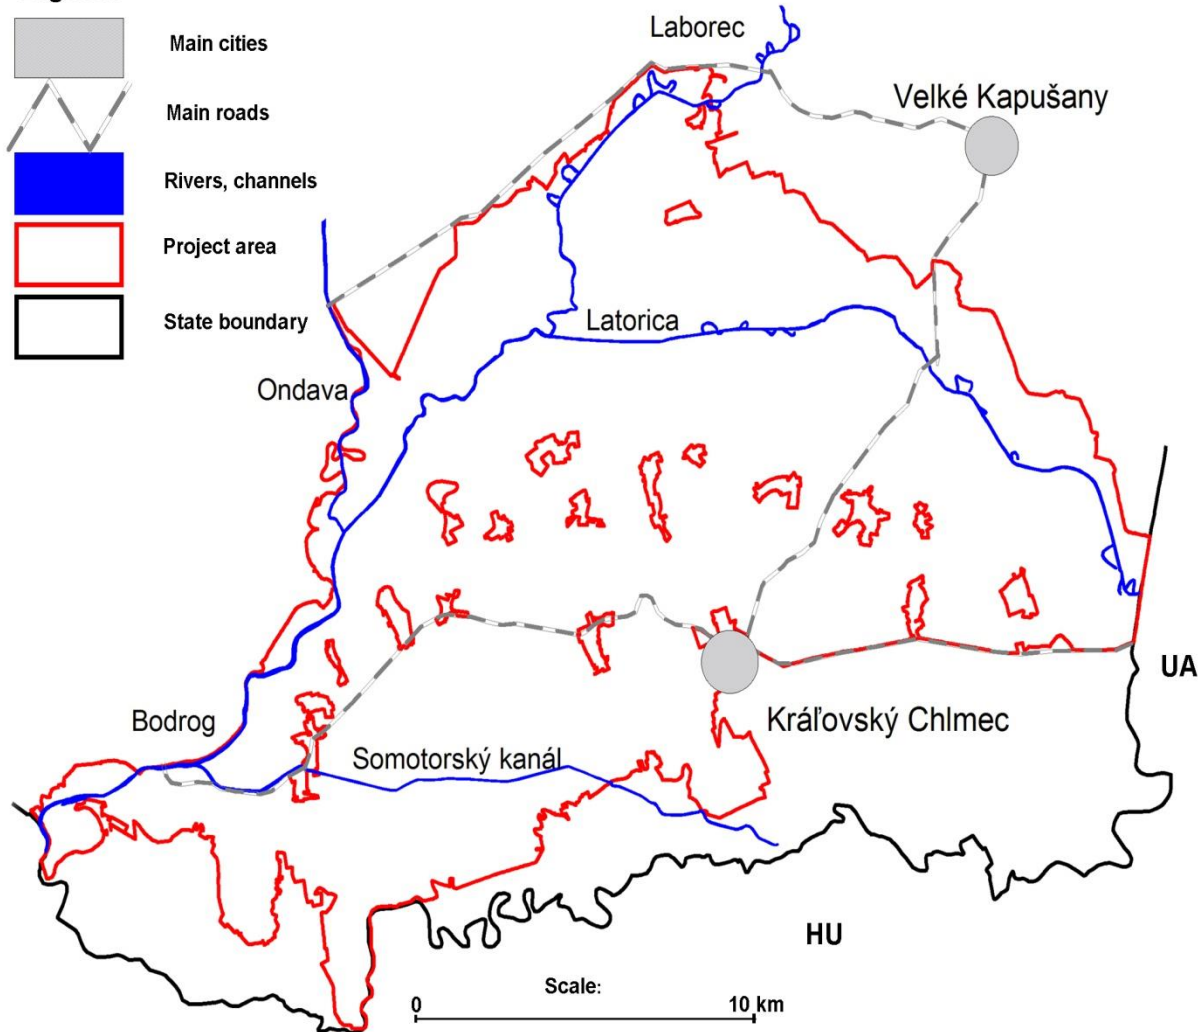 Main cities
Main roads
Rivers, channels
Project area
State boundary
Laborec
Velké Kapušany
Latorica
Ondava
UA
Bodrog
Kráľovský Chlmec
Somotorský kanál
HU
Scale:
0
10 km